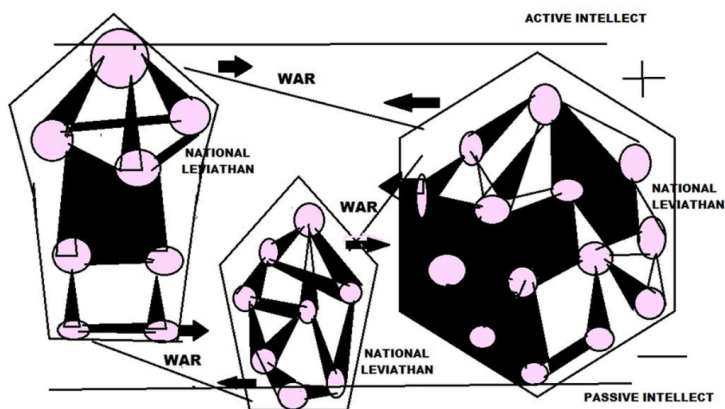 ACTIVE INTELLECT
WAR
NATIONAL
LEVIATHAN
NATIONAL
LEVIATHAN
WAR
NATIONAL
LEVIATHAN
WAR
PASSIVE INTELLECT